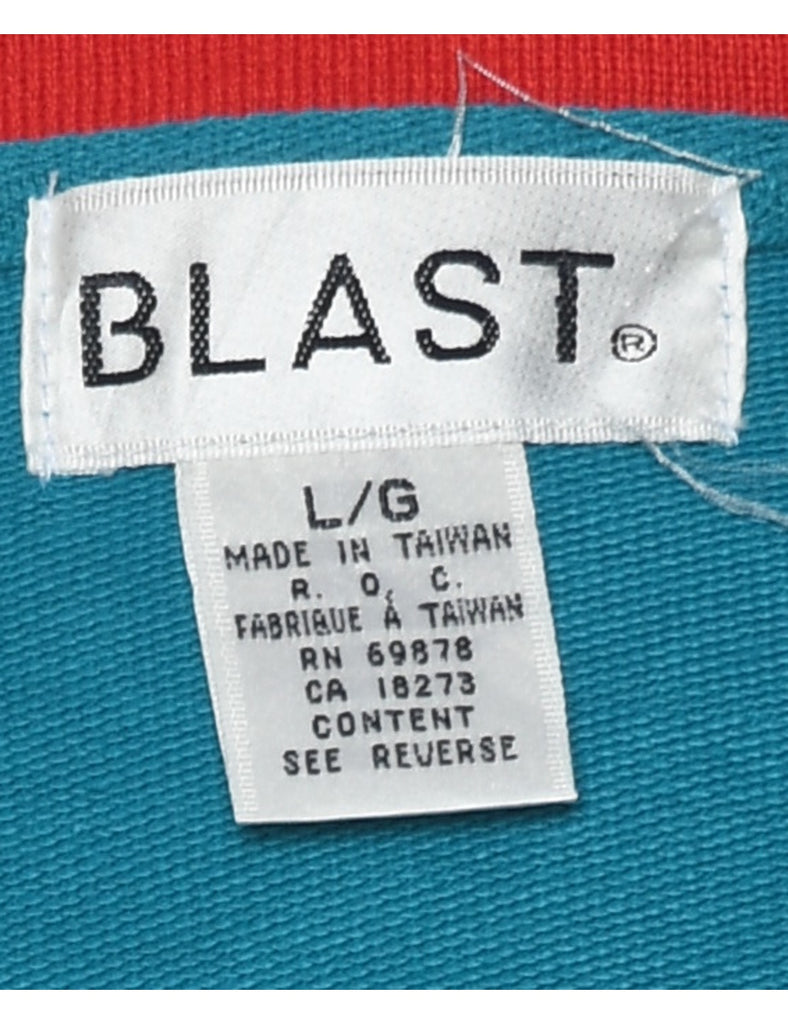 BLAST®
L/G
MADE IN TAIWAN
R. O. C.
FABRIQUE À TAIWAN
RN 69878
CA 18273
CONTENT
SEE REVERSE